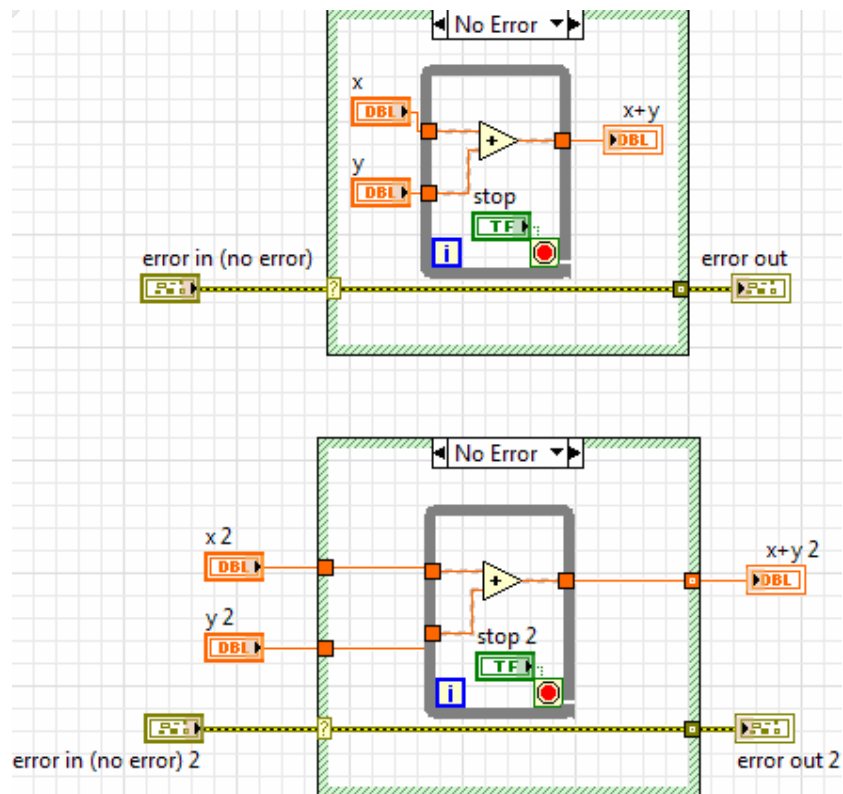 No Error
x
DBL
x+y
DBL
y
DBL
stop
TF
i
error in (no error)
error out
?
No Error
x 2
DBL
x+y 2
DBL
y 2
DBL
stop 2
TF
i
?
error in (no error) 2
error out 2